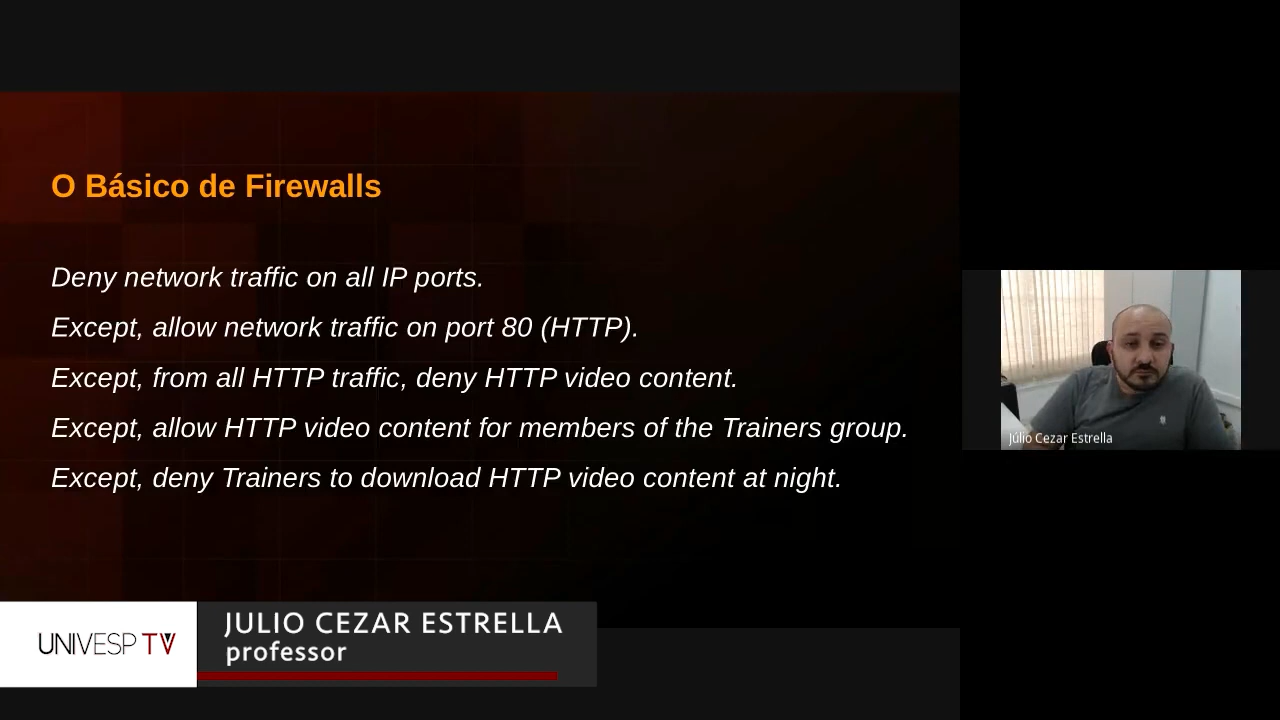 O Básico de Firewalls
Deny network traffic on all IP ports.
Except, allow network traffic on port 80 (HTTP).
Except, from all HTTP traffic, deny HTTP video content.
Except, allow HTTP video content for members of the Trainers group.
Except, deny Trainers to download HTTP video content at night.
Júlio Cezar Estrella
UNIVESP TV
JULIO CEZAR ESTRELLA
professor